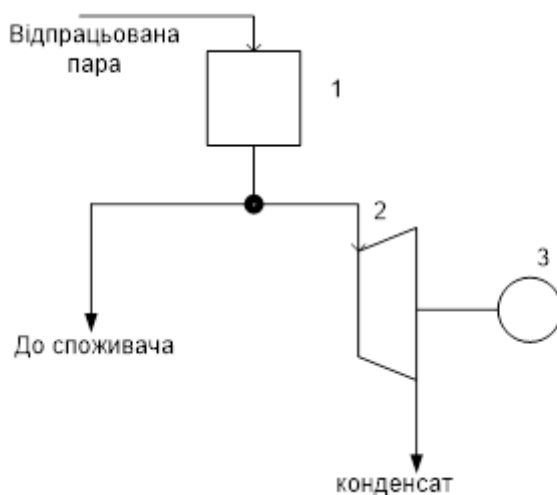 Відпрацьована
пара
1
2
3
До споживача
конденсат